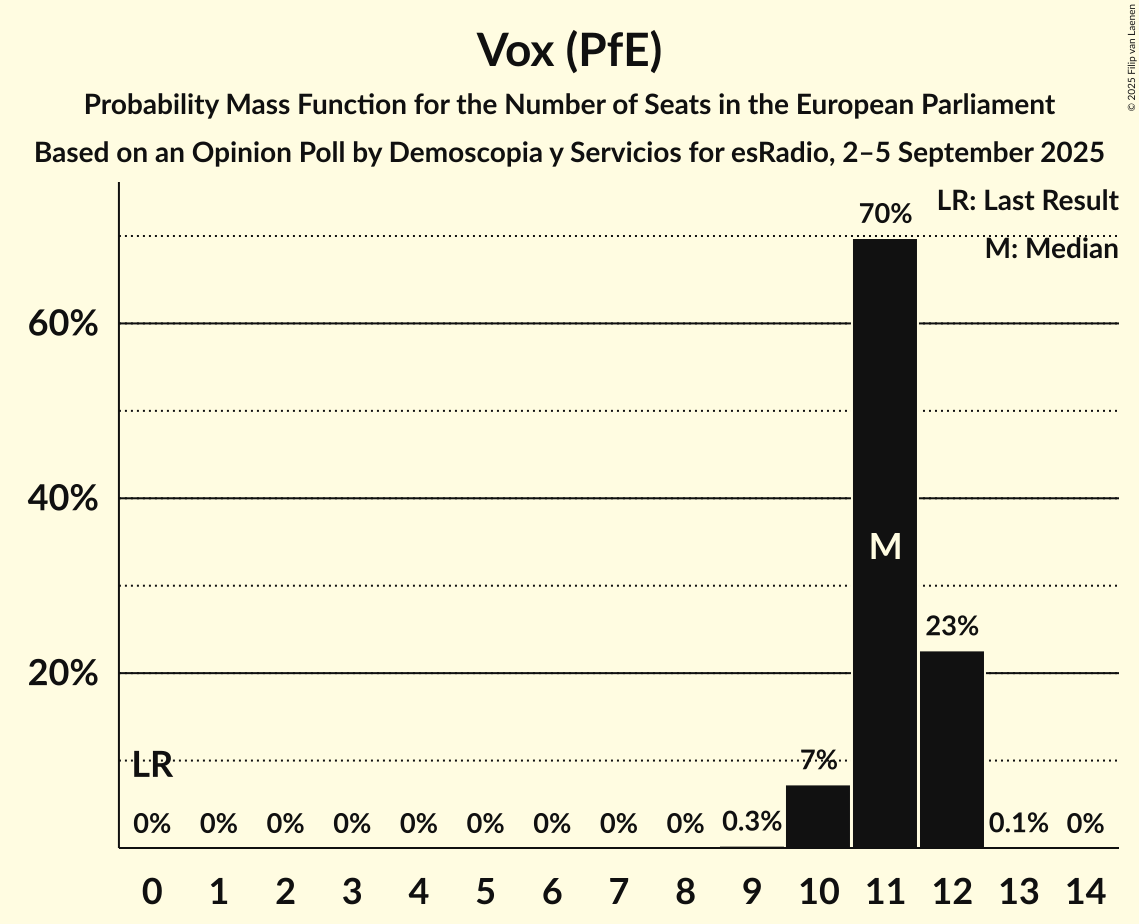 Vox (PfE)
Probability Mass Function for the Number of Seats in the European Parliament
Based on an Opinion Poll by Demoscopia y Servicios for esRadio, 2–5 September 2025
© 2025 Filip van Laenen
LR: Last Result
M: Median
70%
60%
40%
M
23%
20%
LR
7%
0% 0% 0% 0% 0% 0% 0% 0% 0% 0.3% 0.1% 0%
0 1 2 3 4 5 6 7 8 9 10 11 12 13 14